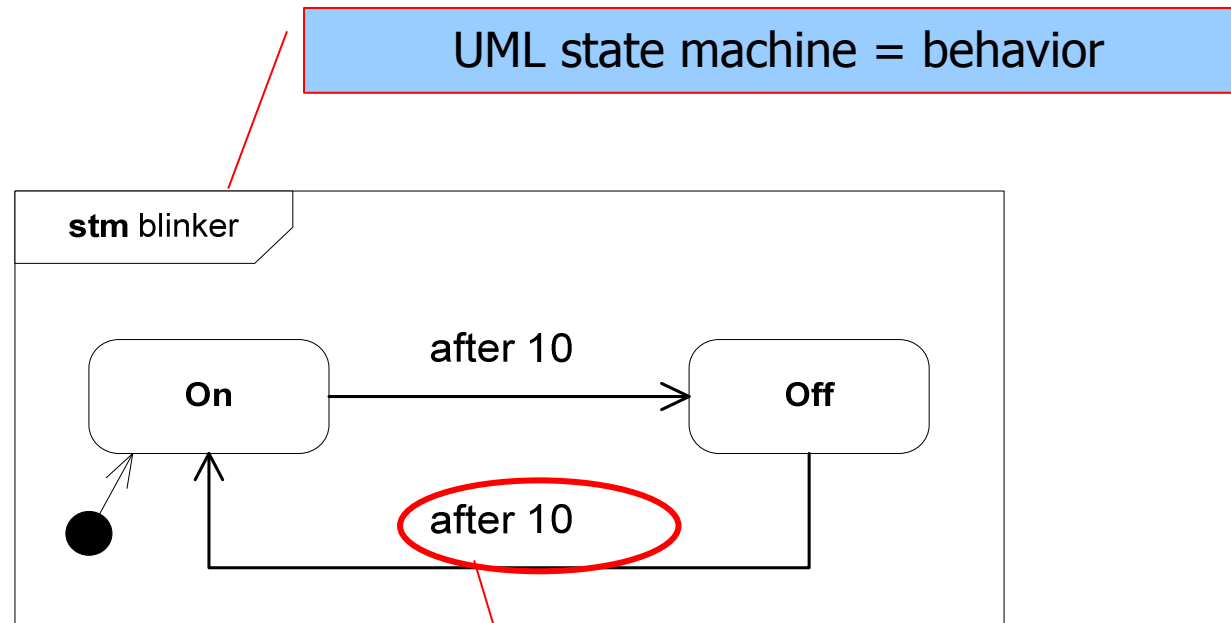 UML state machine = behavior
stm blinker
after 10
On
Off
after 10